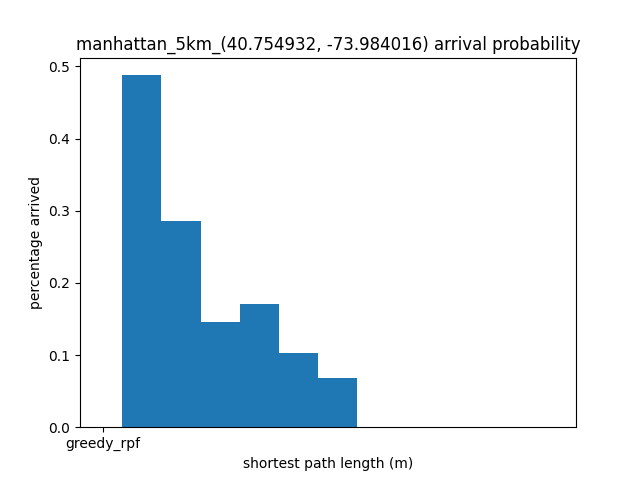 manhattan_5km_(40.754932, -73.984016) arrival probability
0.5
0.4
0.3
0.2
0.1
0.0
percentage arrived
greedy_rpf
shortest path length (m)